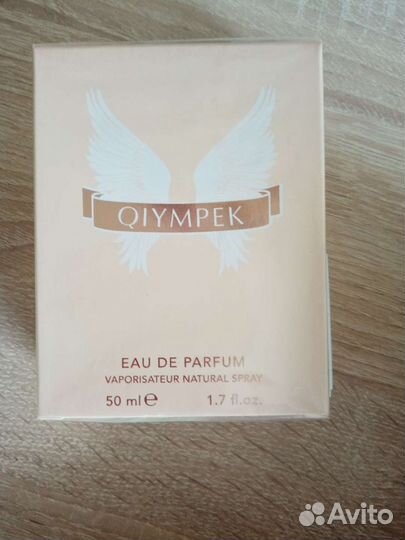 QIYMPEK
EAU DE PARFUM
VAPORISATEUR NATURAL SPRAY
50 ml e 1.7 fl.oz.
Avito